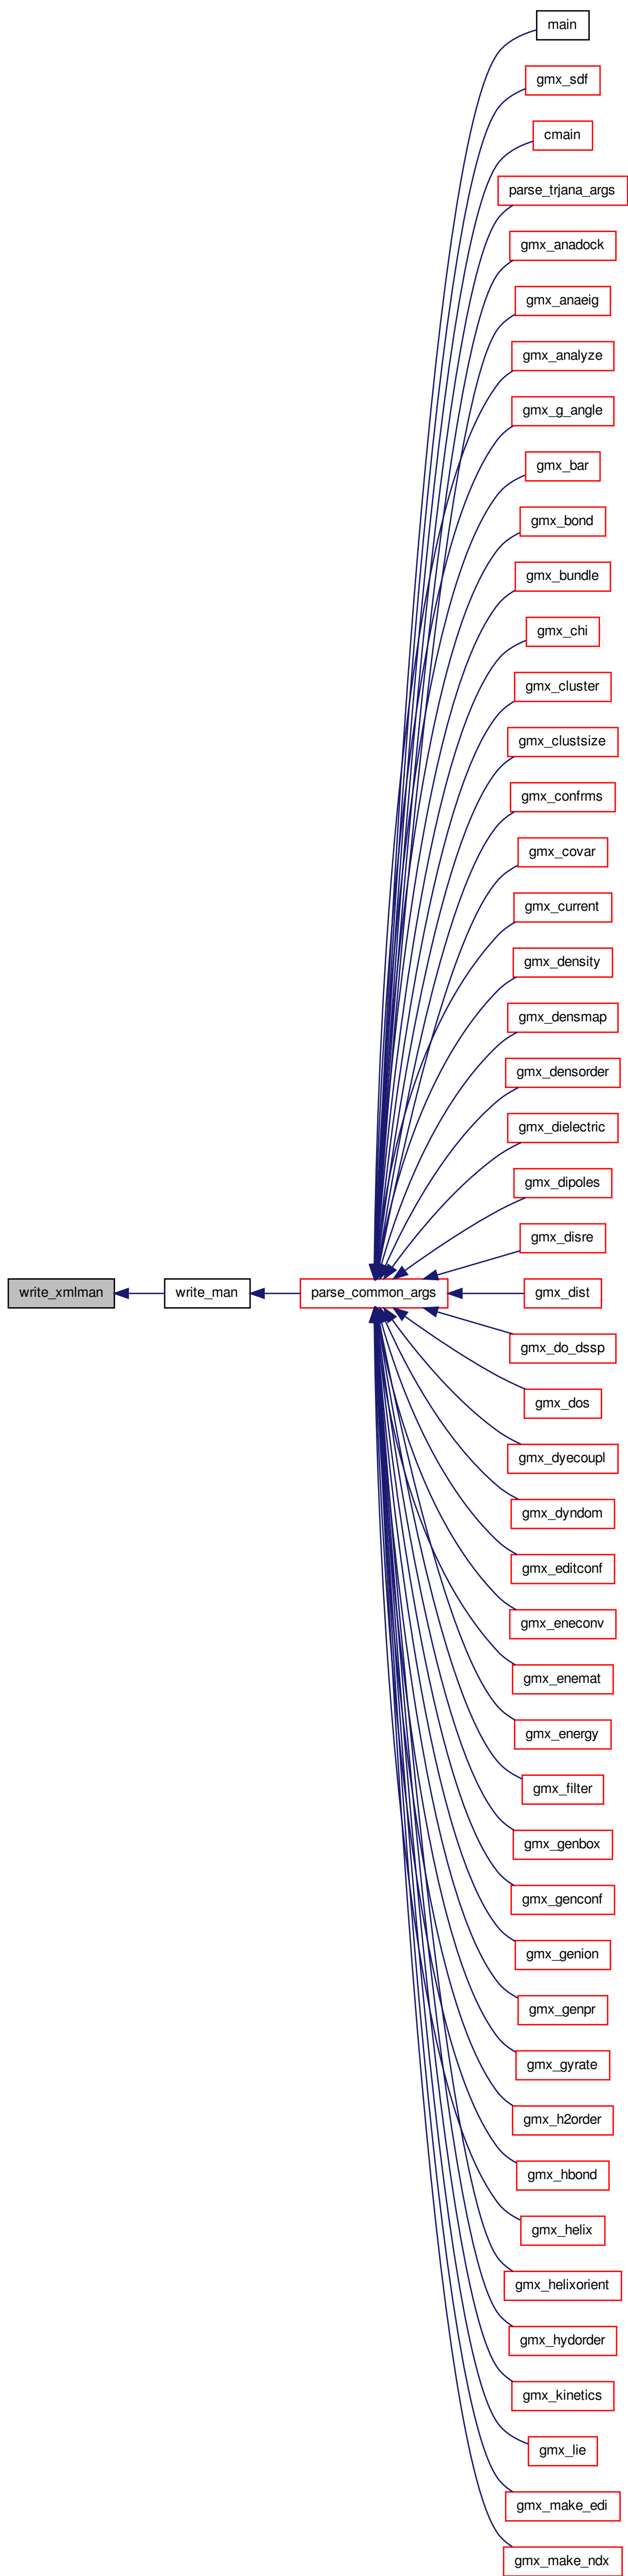 main
gmx_sdf
cmain
parse_trjana_args
gmx_anadock
gmx_anaeig
gmx_analyze
gmx_g_angle
gmx_bar
gmx_bond
gmx_bundle
gmx_chi
gmx_cluster
gmx_clustsize
gmx_confrms
gmx_covar
gmx_current
gmx_density
gmx_densmap
gmx_densorder
gmx_dielectric
gmx_dipoles
gmx_disre
write_xmlman
write_man
parse_common_args
gmx_dist
gmx_do_dssp
gmx_dos
gmx_dyecoupl
gmx_dyndom
gmx_editconf
gmx_eneconv
gmx_enemat
gmx_energy
gmx_filter
gmx_genbox
gmx_genconf
gmx_genion
gmx_genpr
gmx_gyrate
gmx_h2order
gmx_hbond
gmx_helix
gmx_helixorient
gmx_hydorder
gmx_kinetics
gmx_lie
gmx_make_edi
gmx_make_ndx